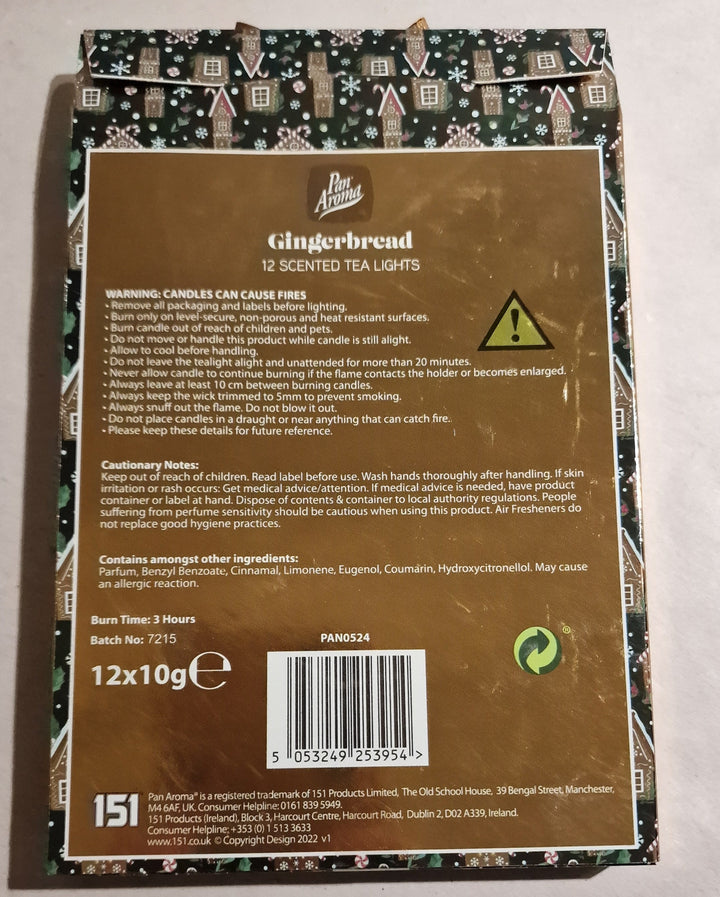 Pan
Aroma
Gingerbread
12 SCENTED TEA LIGHTS
WARNING: CANDLES CAN CAUSE FIRES
• Remove all packaging and labels before lighting.
• Burn only on level-secure, non-porous and heat resistant surfaces.
• Burn candle out of reach of children and pets.
• Do not move or handle this product while candle is still alight.
• Allow to cool before handling.
• Do not leave the tealight alight and unattended for more than 20 minutes.
• Never allow candle to continue burning if the flame contacts the holder or becomes enlarged.
• Always leave at least 10 cm between burning candles.
• Always keep the wick trimmed to 5mm to prevent smoking.
• Always snuff out the flame. Do not blow it out.
• Do not place candles in a draught or near anything that can catch fire.
• Please keep these details for future reference.
Cautionary Notes:
Keep out of reach of children. Read label before use. Wash hands thoroughly after handling. If skin
irritation or rash occurs: Get medical advice/attention. If medical advice is needed, have product
container or label at hand. Dispose of contents & container to local authority regulations. People
suffering from perfume sensitivity should be cautious when using this product. Air Fresheners do
not replace good hygiene practices.
Contains amongst other ingredients:
Parfum, Benzyl Benzoate, Cinnamal, Limonene, Eugenol, Coumarin, Hydroxycitronellol. May cause
an allergic reaction.
Burn Time: 3 Hours
Batch No: 7215
PAN0524
12x10g℮
®
5 053249 253954 >
151
Pan Aroma® is a registered trademark of 151 Products Limited, The Old School House, 39 Bengal Street, Manchester,
M4 6AF, UK. Consumer Helpline: 0161 839 5949.
151 Products (Ireland), Block 3, Harcourt Centre, Harcourt Road, Dublin 2, D02 A339, Ireland.
Consumer Helpline: +353 (0) 1 513 3633
www.151.co.uk © Copyright Design 2022 v1